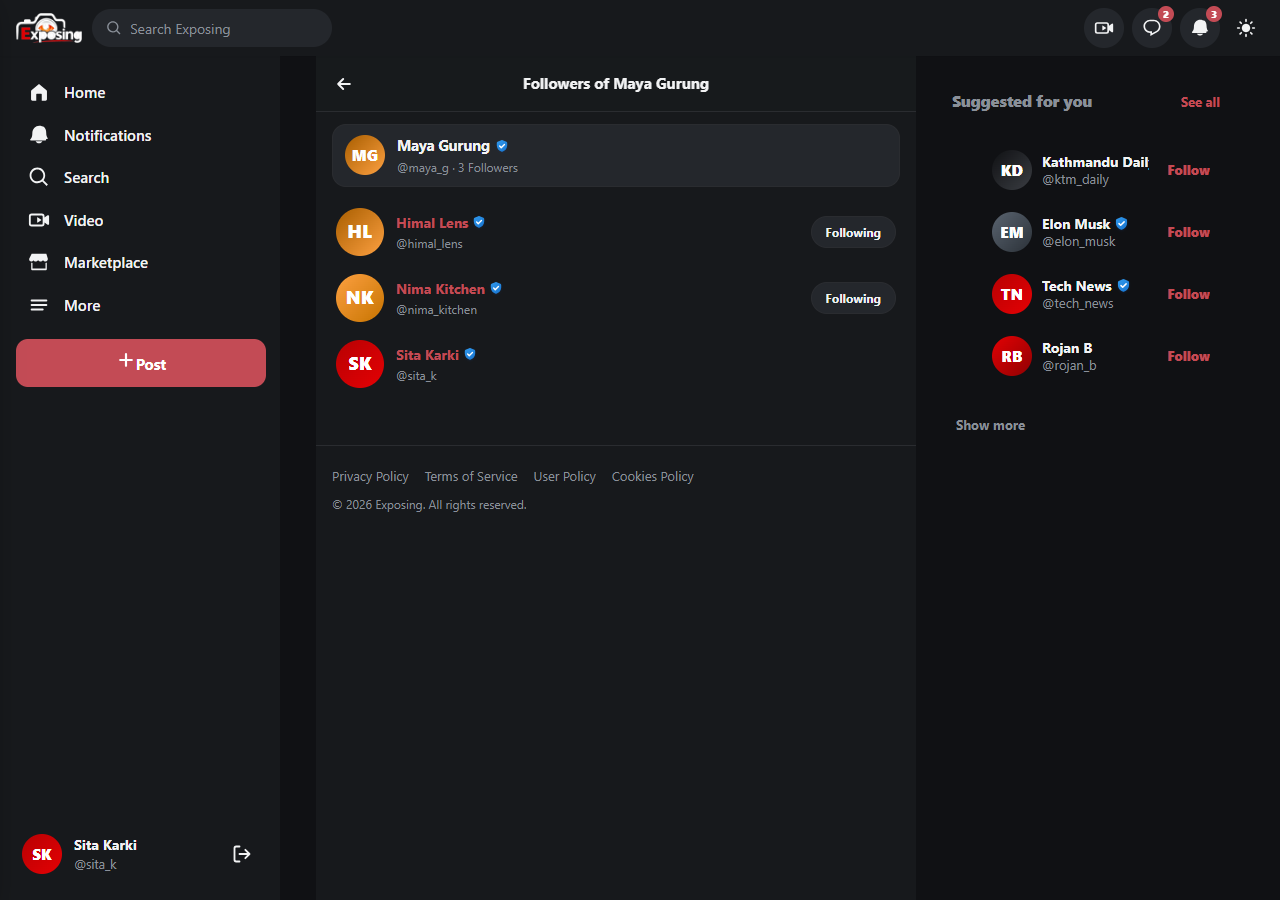 Exposing
Search Exposing
2
3
Home
Notifications
Search
Video
Marketplace
More
Post
SK
Sita Karki
@sita_k
Followers of Maya Gurung
MG
Maya Gurung
@maya_g · 3 Followers
HL
Himal Lens
@himal_lens
Following
NK
Nima Kitchen
@nima_kitchen
Following
SK
Sita Karki
@sita_k
Privacy Policy
Terms of Service
User Policy
Cookies Policy
© 2026 Exposing. All rights reserved.
Suggested for you
See all
KD
Kathmandu Dail
@ktm_daily
Follow
EM
Elon Musk
@elon_musk
Follow
TN
Tech News
@tech_news
Follow
RB
Rojan B
@rojan_b
Follow
Show more